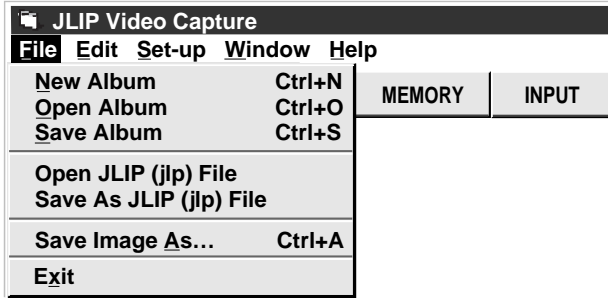 JLIP Video Capture
File Edit Set-up Window Help
New Album Ctrl+N
Open Album Ctrl+O
Save Album Ctrl+S
MEMORY INPUT
Open JLIP (jlp) File
Save As JLIP (jlp) File
Save Image As... Ctrl+A
Exit